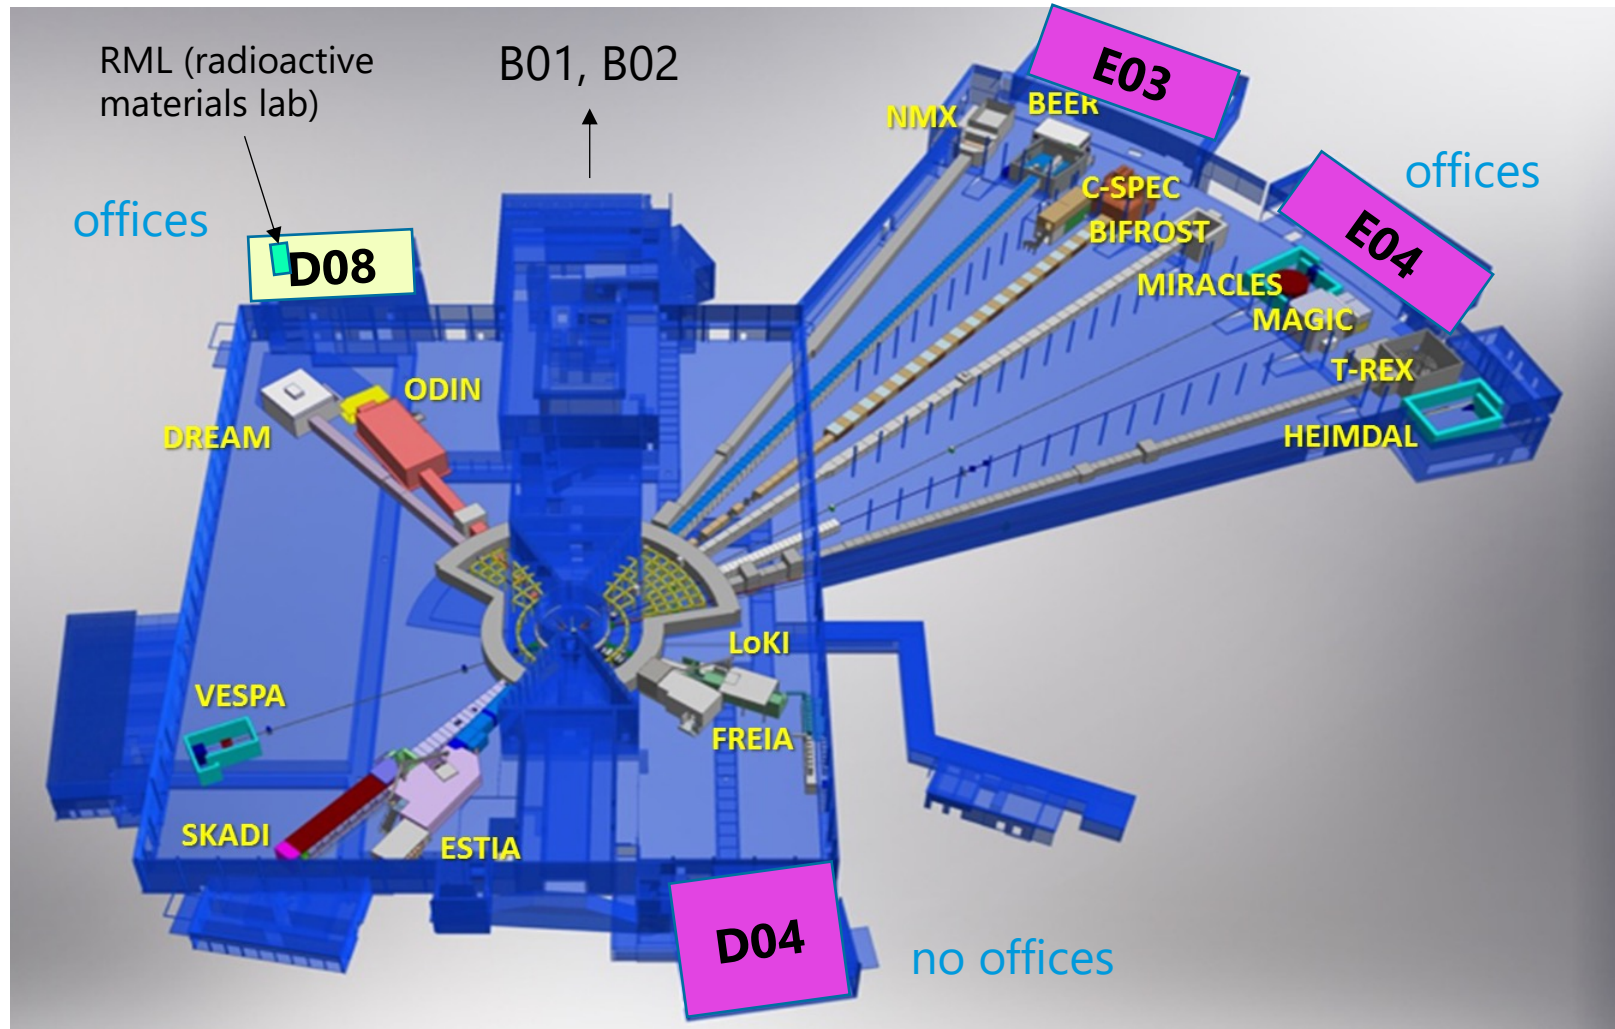 RML (radioactive
materials lab)
B01, B02
E03
NMX
BEER
offices
offices
C-SPEC
BIFROST
E04
D08
MIRACLES
MAGIC
T-REX
ODIN
DREAM
HEIMDAL
LoKI
VESPA
FREIA
SKADI
ESTIA
D04
no offices